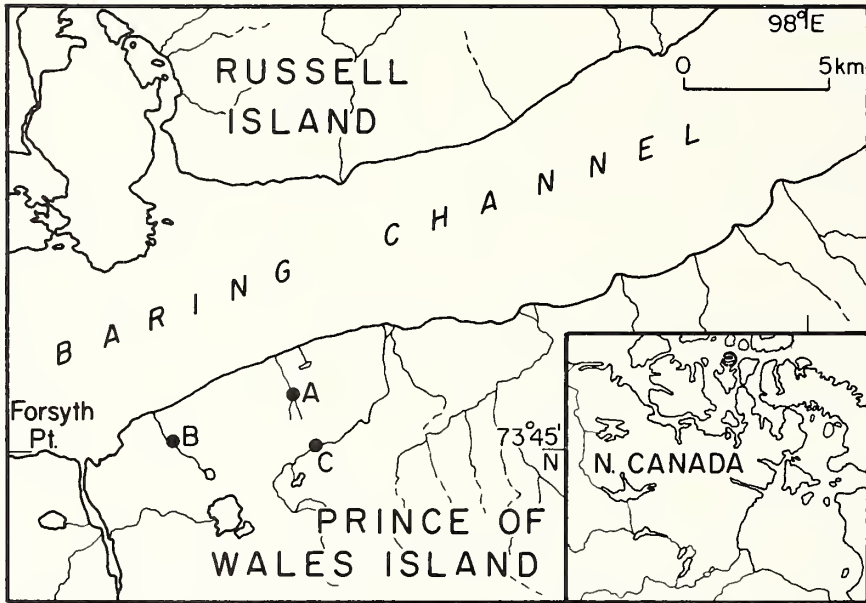 98°E
RUSSELL
ISLAND
0 5km
BARING CHANNEL
A
Forsyth
Pt.
B
C
73°45'
N
N. CANADA
PRINCE OF
WALES ISLAND